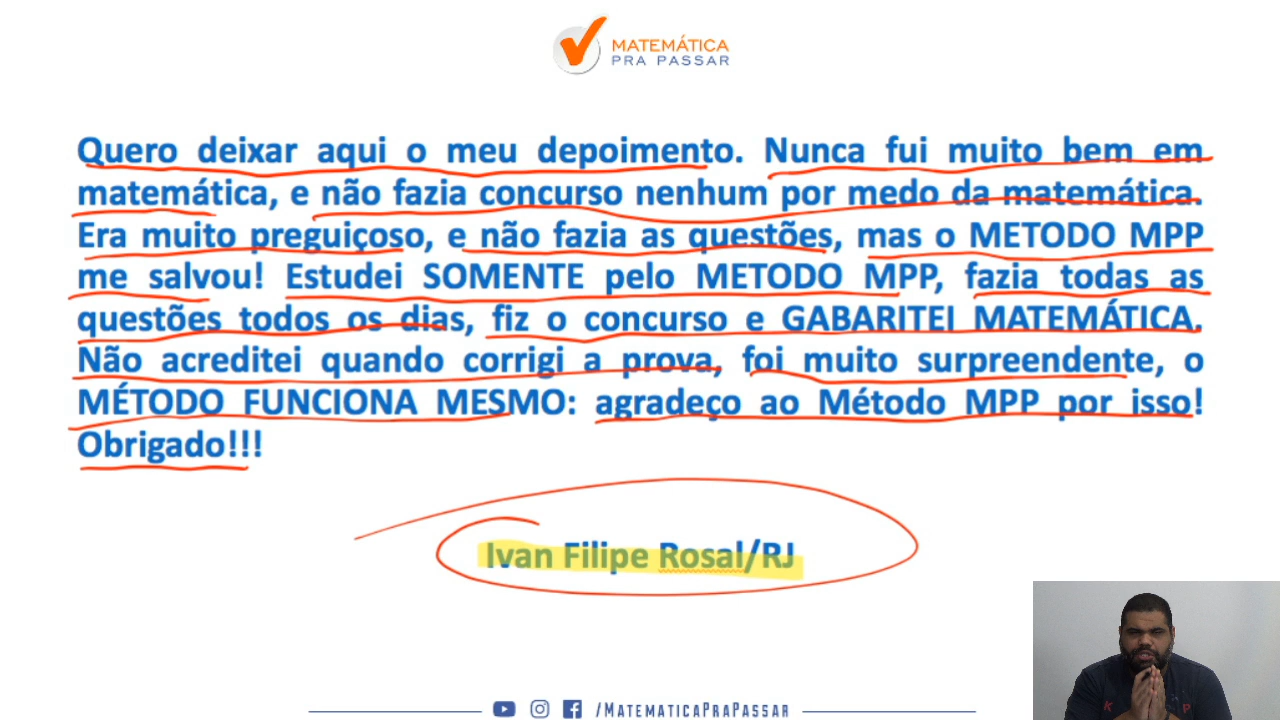 MATEMÁTICA
PRA PASSAR
Quero deixar aqui o meu depoimento. Nunca fui muito bem em
matemática, e não fazia concurso nenhum por medo da matemática.
Era muito preguiçoso, e não fazia as questões, mas o METODO MPP
me salvou! Estudei SOMENTE pelo METODO MPP, fazia todas as
questões todos os dias, fiz o concurso e GABARITEI MATEMÁTICA.
Não acreditei quando corrigi a prova, foi muito surpreendente, o
MÉTODO FUNCIONA MESMO: agradeço ao Método MPP por isso!
Obrigado!!!
Ivan Filipe Rosal/RJ
K P
/MATEMATICAPRAPASSAR